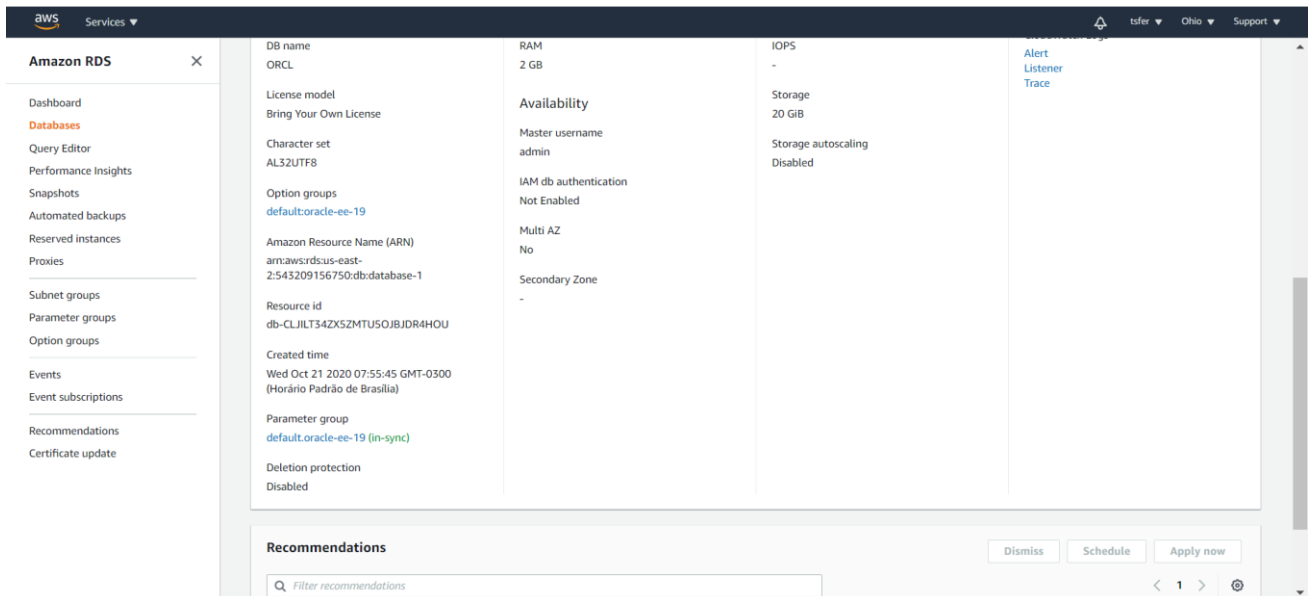 aws
Services ▼
tsfer ▼
Ohio ▼
Support ▼
Amazon RDS
Dashboard
Databases
Query Editor
Performance Insights
Snapshots
Automated backups
Reserved instances
Proxies
Subnet groups
Parameter groups
Option groups
Events
Event subscriptions
Recommendations
Certificate update
DB name
ORCL
License model
Bring Your Own License
Character set
AL32UTF8
Option groups
default:oracle-ee-19
Amazon Resource Name (ARN)
arn:aws:rds:us-east-
2:543209156750:db:database-1
Resource id
db-CLJILT34ZX5ZMTU5OJBJDR4HOU
Created time
Wed Oct 21 2020 07:55:45 GMT-0300
(Horário Padrão de Brasília)
Parameter group
default.oracle-ee-19 (in-sync)
Deletion protection
Disabled
RAM
2 GB
Availability
Master username
admin
IAM db authentication
Not Enabled
Multi AZ
No
Secondary Zone
-
IOPS
-
Storage
20 GiB
Storage autoscaling
Disabled
Alert
Listener
Trace
Recommendations
Dismiss
Schedule
Apply now
Filter recommendations
1